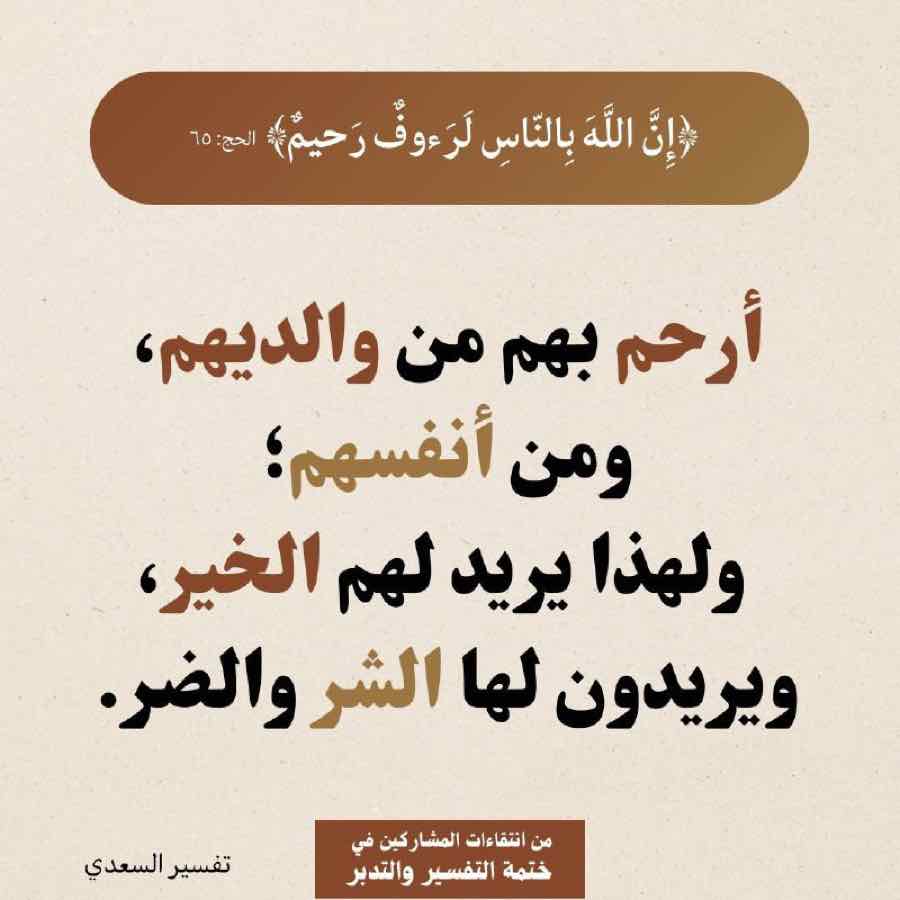 ﴿إِنَّ اللَّهَ بِالنَّاسِ لَرَءوفٌ رَحيمٌ﴾ الحج: ٦٥
أرحم بهم من والديهم،
ومن أنفسهم؛
ولهذا يريد لهم الخير،
ويريدون لها الشر والضر.
من انتقاءات المشاركين في
ختمة التفسير والتدبر
تفسير السعدي